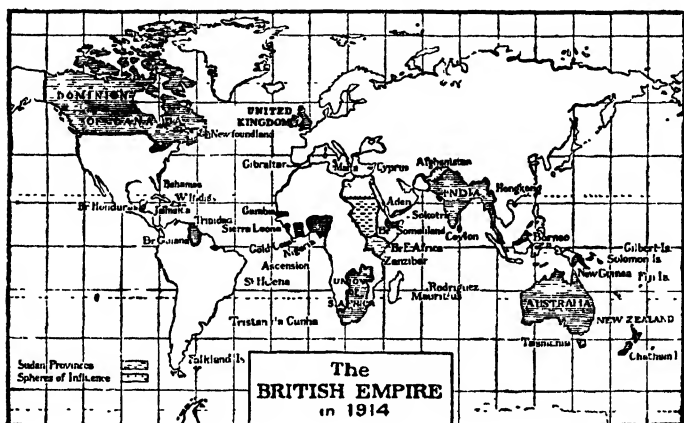 DOMINION
OF CANADA
Newfoundland
UNITED
KINGDOM
Gibraltar
Malta
Cyprus
Afghanistan
INDIA
Hongkong
Bahamas
W Indies
Br Honduras
Jamaica
Trinidad
Br Guiana
Gambia
Sierra Leone
Gold Coast
Nigeria
Aden
Sokotra
Br Somaliland
Ceylon
Br E Africa
Zanzibar
Borneo
Gilbert Is.
Solomon Is
New Guinea
Fiji Is.
Ascension
St Helena
UNION
OF
S. AFRICA
Rodriguez
Mauritius
AUSTRALIA
Tristan da Cunha
NEW ZEALAND
Tasmania
Chatham I
Falkland Is
Sudan Provinces
Spheres of Influence
The
BRITISH EMPIRE
in 1914